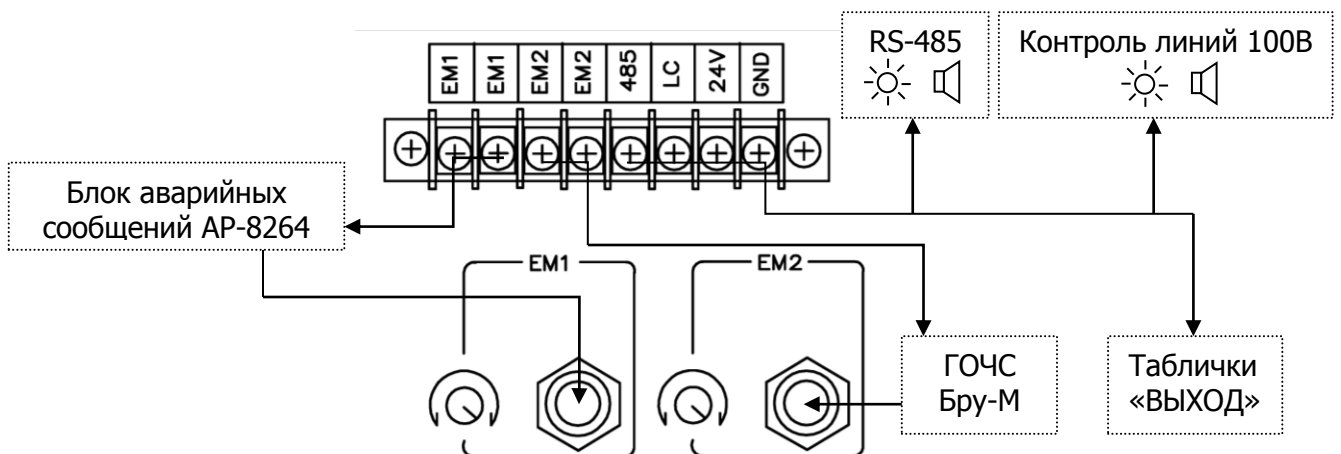 RS-485
Контроль линий 100В
EM1
EM1
EM2
EM2
485
LC
24V
GND
Блок аварийных
сообщений АР-8264
EM1
EM2
ГОЧС
Бру-М
Таблички
«ВЫХОД»